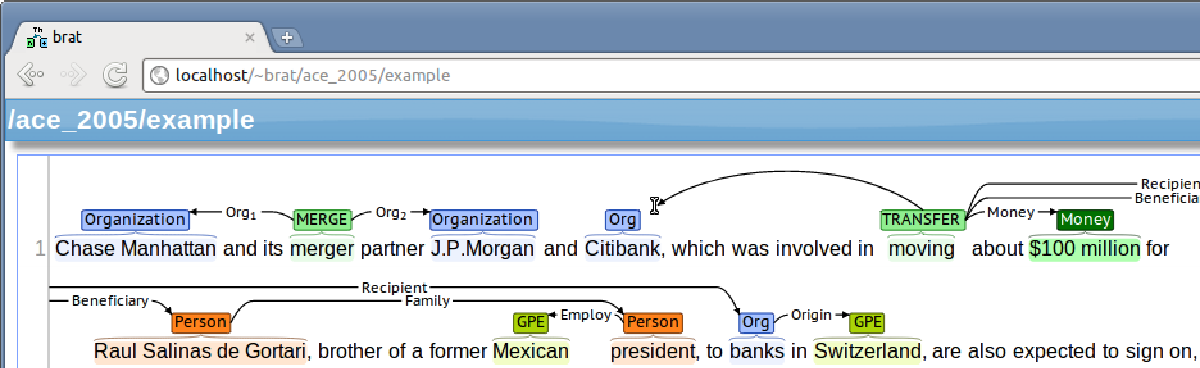 brat
localhost/~brat/ace_2005/example
/ace_2005/example
Recipien
Beneficia
Organization Org1 MERGE Org2 Organization Org TRANSFER Money Money
1 Chase Manhattan and its merger partner J.P.Morgan and Citibank, which was involved in moving about $100 million for
Recipient
Beneficiary Family
Person GPE Employ Person Org Origin GPE
Raul Salinas de Gortari, brother of a former Mexican president, to banks in Switzerland, are also expected to sign on,